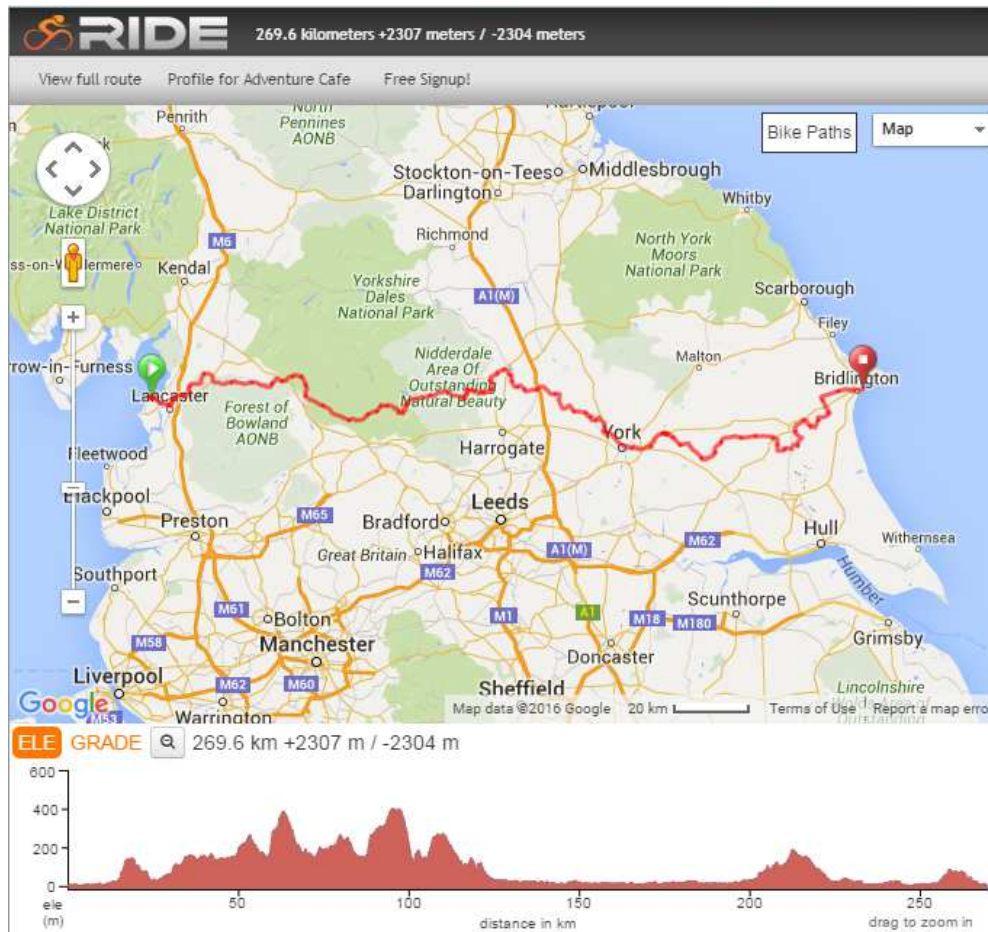 RIDE 269.6 kilometers +2307 meters / -2304 meters
View full route Profile for Adventure Cafe Free Signup!
Penrith
North
Pennines
AONB
Bike Paths
Map
Stockton-on-Tees
Middlesbrough
Darlington
Lake District
National Park
Whitby
Richmond
M6
North York
Moors
National Park
Kendal
Yorkshire
Dales
National Park
A1(M)
Scarborough
Filey
Nidderdale
Area Of
Outstanding
Natural Beauty
Malton
rrow-in-Furness
Bridlington
Lancaster
Forest of
Bowland
AONB
York
Harrogate
Fleetwood
Blackpool
Leeds
M65
Preston
Bradford
Great Britain
Halifax
A1(M)
M62
Hull
Withernsea
M62
Humber
Southport
M61
Bolton
M1
A1
M18
M180
Scunthorpe
Grimsby
M58
Manchester
Doncaster
Liverpool
M62
M60
Sheffield
Lincolnshire
Google
M53
Warrington
Map data ©2016 Google 20 km Terms of Use Report a map erro
ELE GRADE 269.6 km +2307 m / -2304 m
600
400
200
0
ele
(m)
50 100 150 200 250
distance in km
drag to zoom in